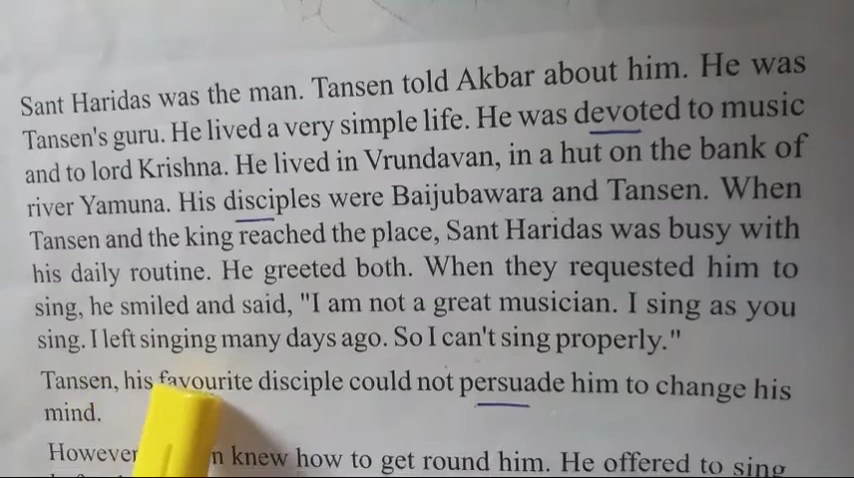 Sant Haridas was the man. Tansen told Akbar about him. He was
Tansen's guru. He lived a very simple life. He was devoted to music
and to lord Krishna. He lived in Vrundavan, in a hut on the bank of
river Yamuna. His disciples were Baijubawara and Tansen. When
Tansen and the king reached the place, Sant Haridas was busy with
his daily routine. He greeted both. When they requested him to
sing, he smiled and said, "I am not a great musician. I sing as you
sing. I left singing many days ago. So I can't sing properly."
Tansen, his favourite disciple could not persuade him to change his
mind.
However knew how to get round him. He offered to sing